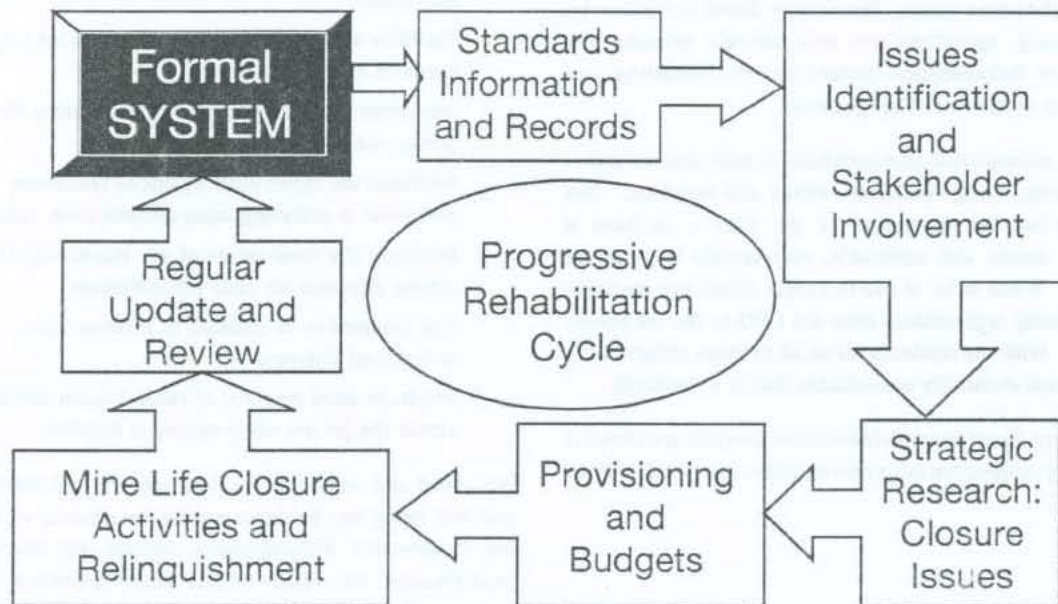 Formal
SYSTEM
Standards
Information
and Records
Issues
Identification
and
Stakeholder
Involvement
Strategic
Research:
Closure
Issues
Provisioning
and
Budgets
Mine Life Closure
Activities and
Relinquishment
Regular
Update and
Review
Progressive
Rehabilitation
Cycle